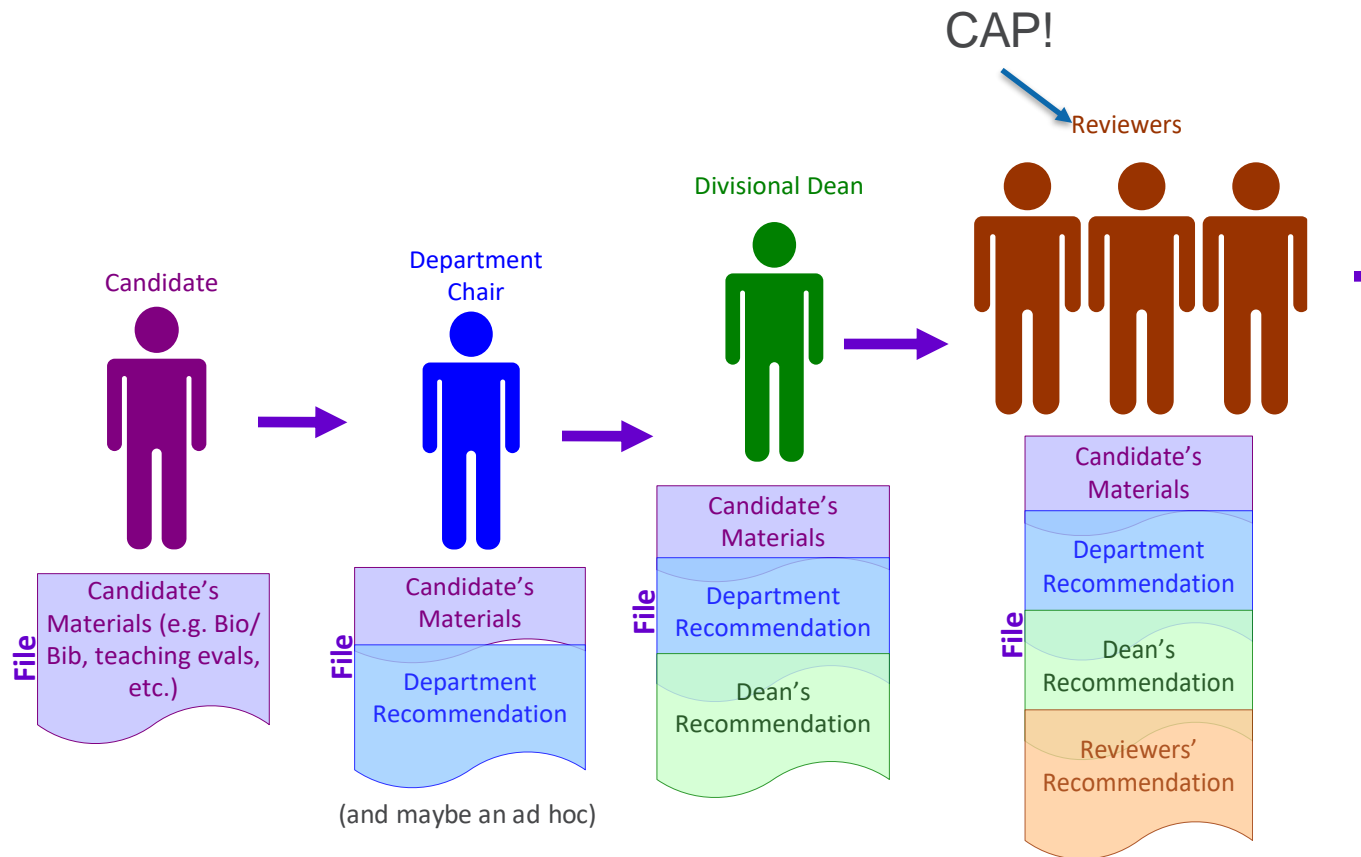 CAP!
Reviewers
Divisional Dean
Department
Chair
Candidate
File
Candidate’s
Materials (e.g. Bio/
Bib, teaching evals,
etc.)
File
Candidate’s
Materials
Department
Recommendation
(and maybe an ad hoc)
File
Candidate’s
Materials
Department
Recommendation
Dean’s
Recommendation
File
Candidate’s
Materials
Department
Recommendation
Dean’s
Recommendation
Reviewers’
Recommendation